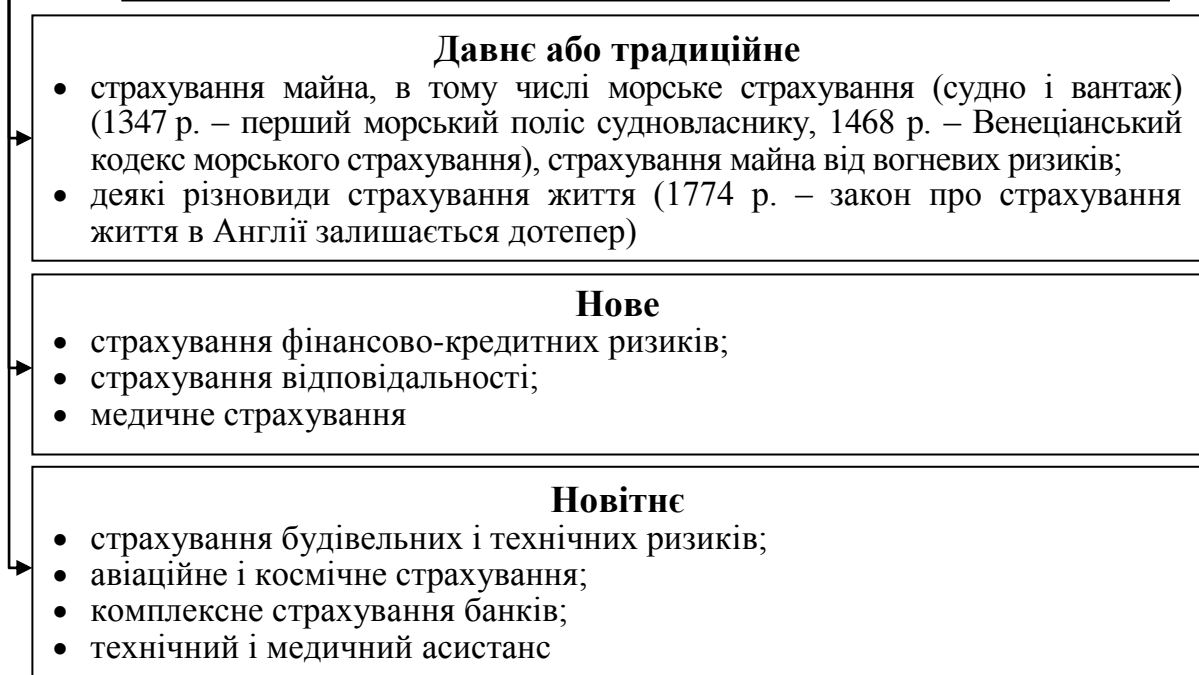 Давнє або традиційне
• страхування майна, в тому числі морське страхування (судно і вантаж)
(1347 р. – перший морський поліс судновласнику, 1468 р. – Венеціанський
кодекс морського страхування), страхування майна від вогневих ризиків;
• деякі різновиди страхування життя (1774 р. – закон про страхування
життя в Англії залишається дотепер)
Нове
• страхування фінансово-кредитних ризиків;
• страхування відповідальності;
• медичне страхування
Новітнє
• страхування будівельних і технічних ризиків;
• авіаційне і космічне страхування;
• комплексне страхування банків;
• технічний і медичний асистанс